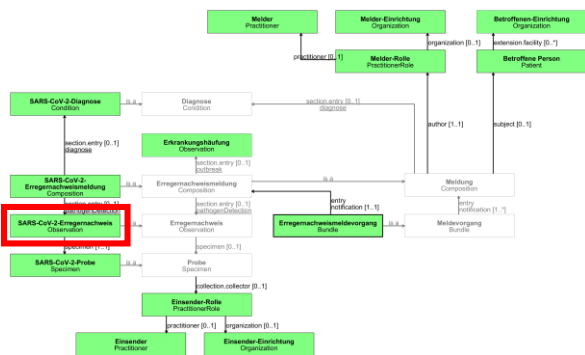 Melder
Practitioner
Melder-Einrichtung
Organization
Betroffenen-Einrichtung
Organization
practitioner [0..1]
organization [0..1]
extension.facility [0..*]
Melder-Rolle
PractitionerRole
Betroffene Person
Patient
SARS-CoV-2-Diagnose
Condition
is a
Diagnose
Condition
section.entry [0..1]
diagnose
author [1..1]
subject [0..1]
section.entry [0..1]
diagnose
Erkrankungshäufung
Observation
section.entry [0..1]
outbreak
SARS-CoV-2-
Erregernachweismeldung
Composition
is a
Erregernachweismeldung
Composition
is a
Meldung
Composition
section.entry [0..1]
pathogenDetection
section.entry [0..1]
pathogenDetection
entry
notification [1..1]
entry
notification [1..*]
SARS-CoV-2-Erregernachweis
Observation
is a
Erregernachweis
Observation
Erregernachweismeldevorgang
Bundle
is a
Meldevorgang
Bundle
specimen [1..1]
specimen [0..1]
SARS-CoV-2-Probe
Specimen
is a
Probe
Specimen
collection.collector [0..1]
Einsender-Rolle
PractitionerRole
practitioner [0..1]
organization [0..1]
Einsender
Practitioner
Einsender-Einrichtung
Organization